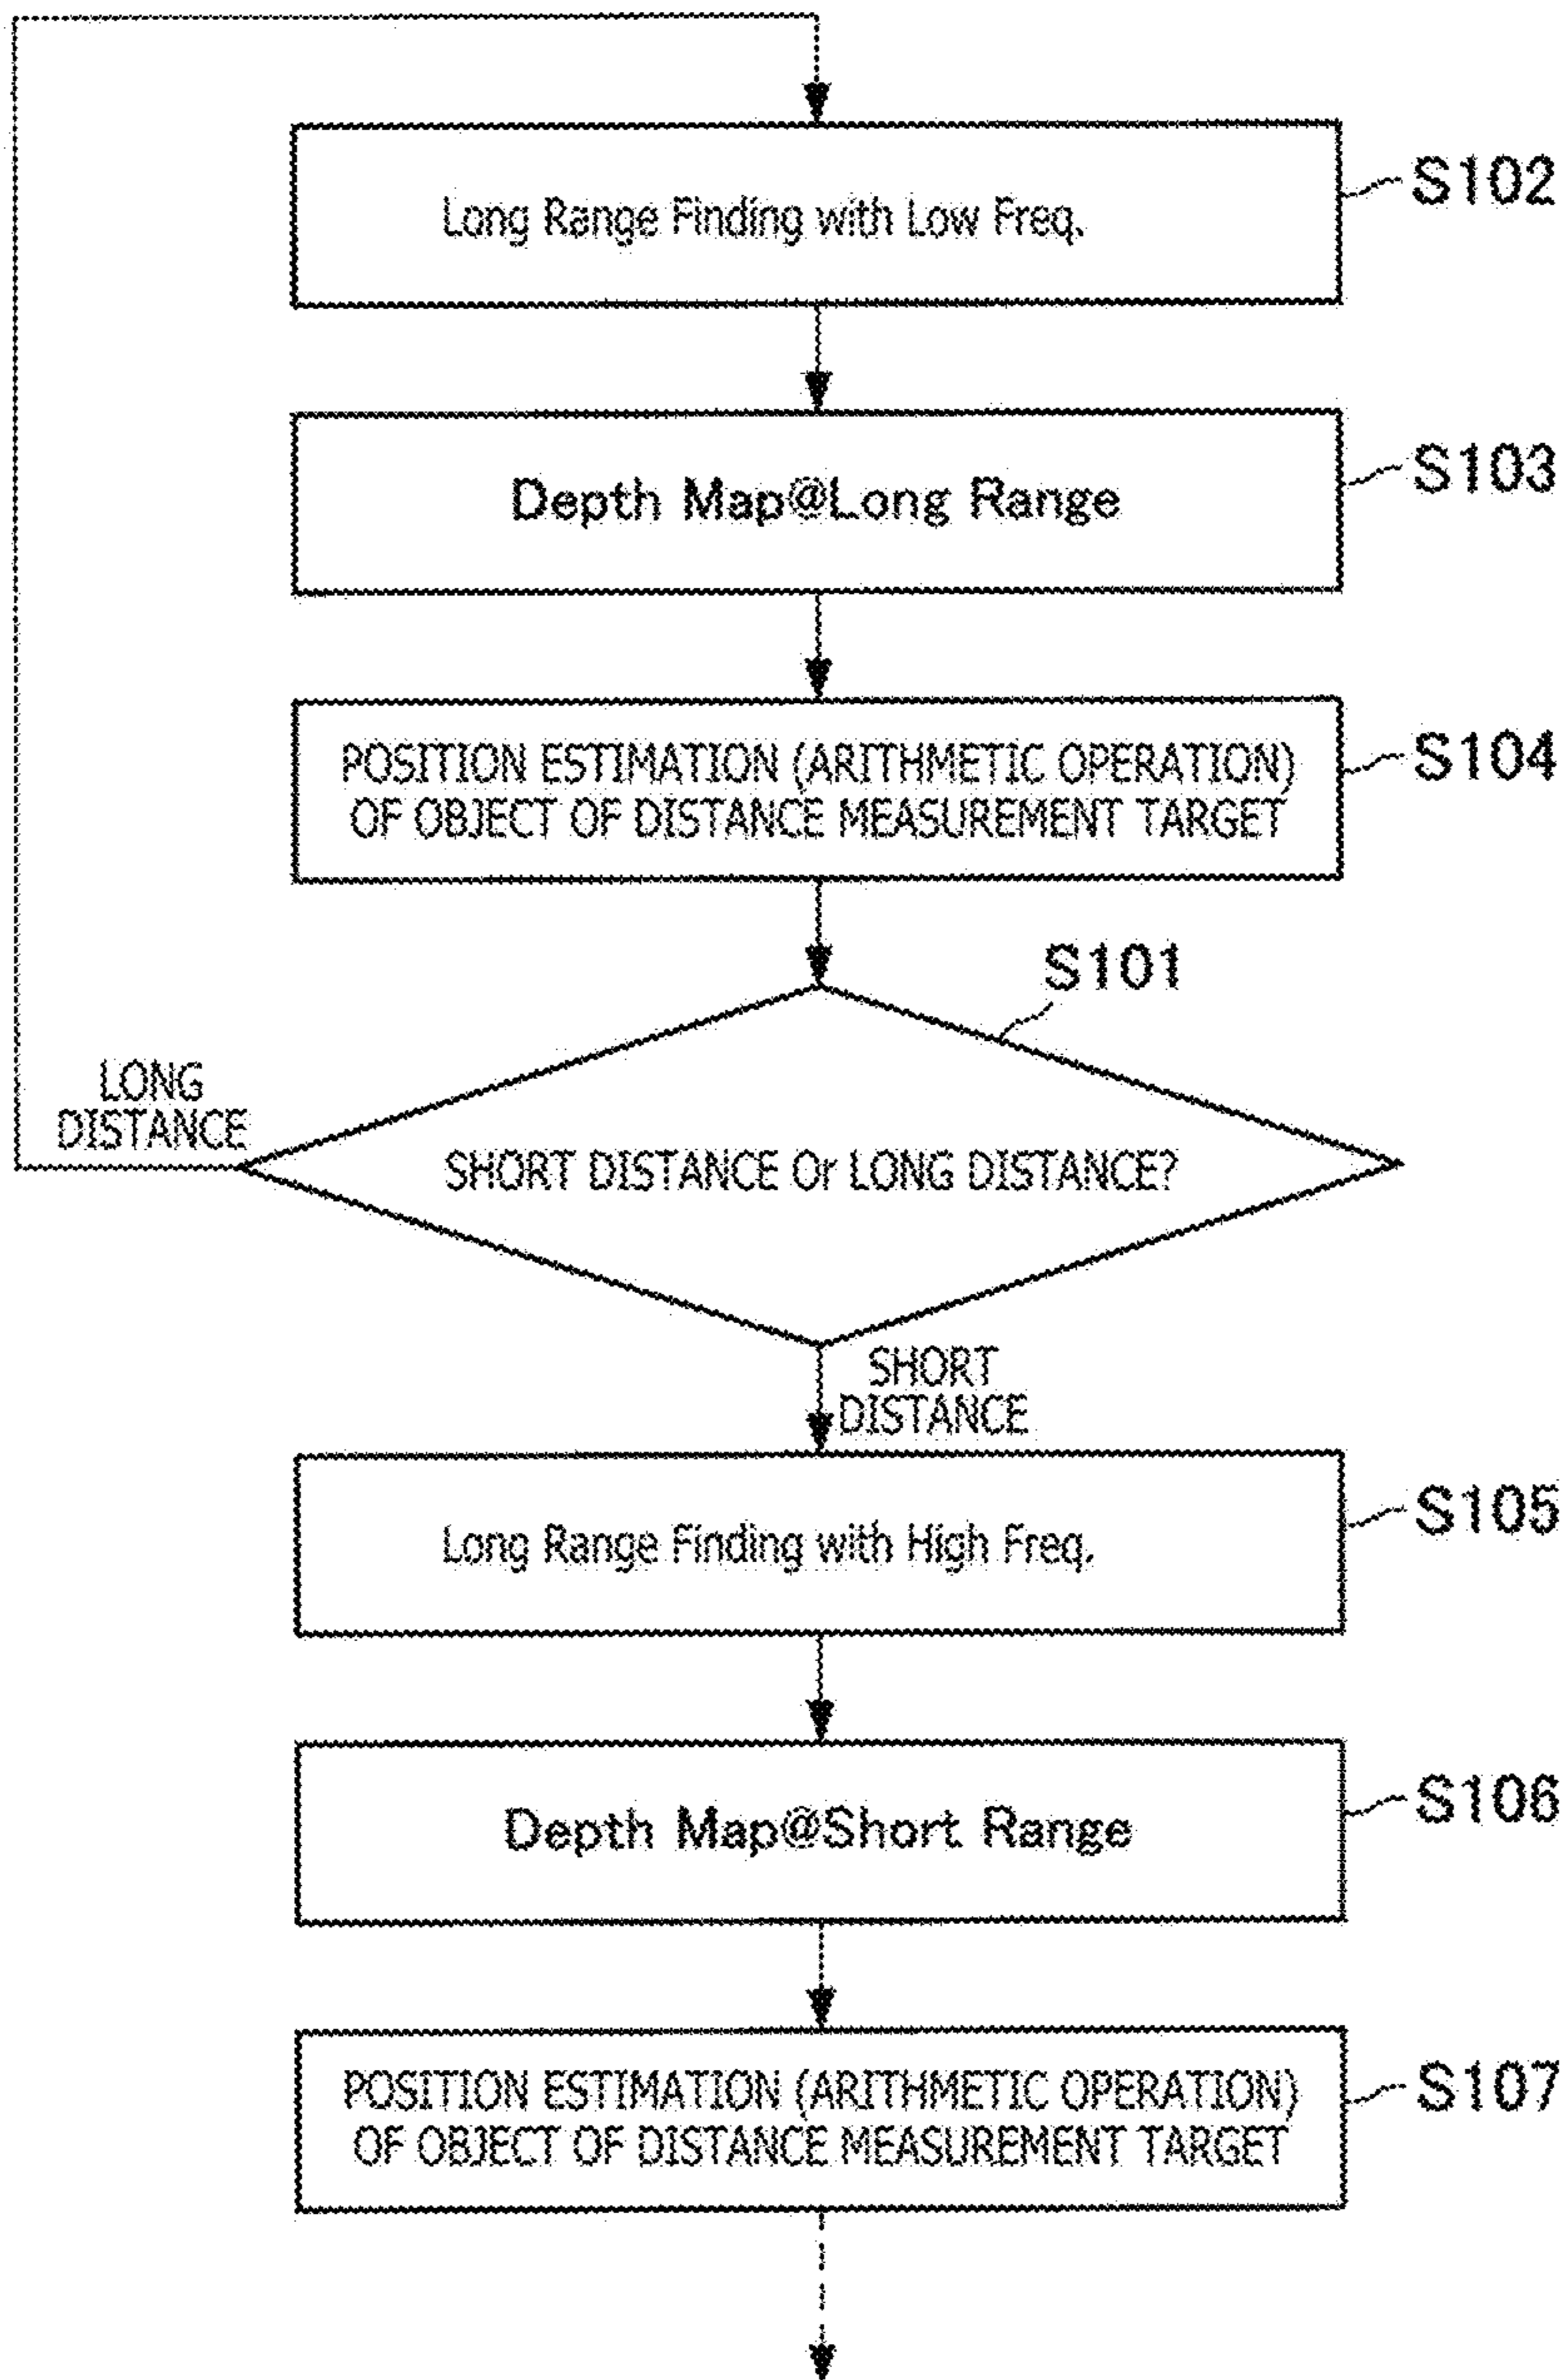 S102
Long Range Finding with Low Freq.
S103
Depth Map@Long Range
S104
POSITION ESTIMATION (ARITHMETIC OPERATION)
OF OBJECT OF DISTANCE MEASUREMENT TARGET
S101
LONG
DISTANCE
SHORT DISTANCE Or LONG DISTANCE?
SHORT
DISTANCE
S105
Long Range Finding with High Freq.
S106
Depth Map@Short Range
S107
POSITION ESTIMATION (ARITHMETIC OPERATION)
OF OBJECT OF DISTANCE MEASUREMENT TARGET